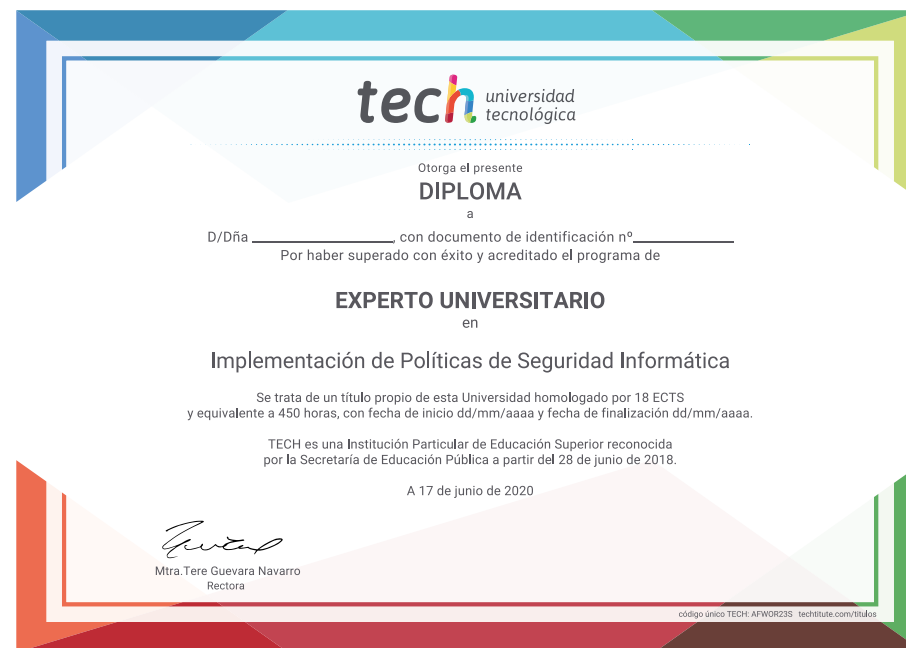 tech universidad
tecnológica
Otorga el presente
DIPLOMA
a
D/Dña ____________________, con documento de identificación nº______________
Por haber superado con éxito y acreditado el programa de
EXPERTO UNIVERSITARIO
en
Implementación de Políticas de Seguridad Informática
Se trata de un título propio de esta Universidad homologado por 18 ECTS
y equivalente a 450 horas, con fecha de inicio dd/mm/aaaa y fecha de finalización dd/mm/aaaa.
TECH es una Institución Particular de Educación Superior reconocida
por la Secretaría de Educación Pública a partir del 28 de junio de 2018.
A 17 de junio de 2020
Mtra.Tere Guevara Navarro
Rectora
código único TECH: AFWOR23S techtitute.com/titulos